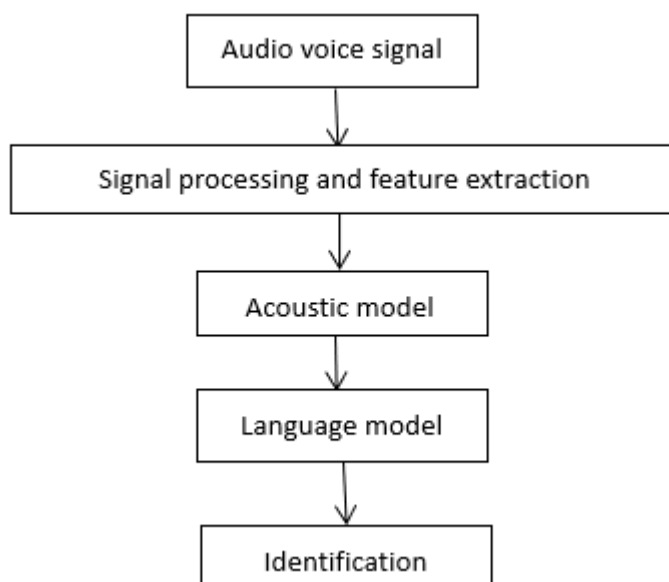 Audio voice signal
Signal processing and feature extraction
Acoustic model
Language model
Identification